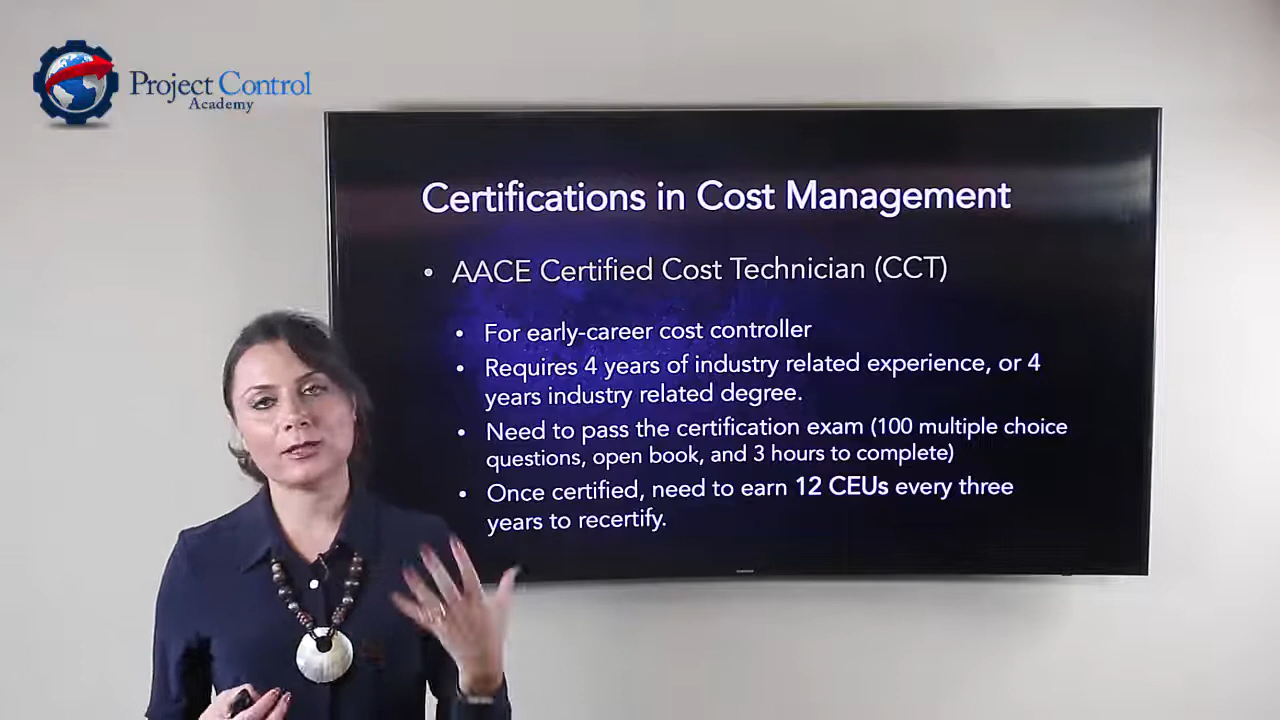 Project Control
Academy
Certifications in Cost Management
• AACE Certified Cost Technician (CCT)
• For early-career cost controller
• Requires 4 years of industry related experience, or 4
years industry related degree.
• Need to pass the certification exam (100 multiple choice
questions, open book, and 3 hours to complete)
• Once certified, need to earn 12 CEUs every three
years to recertify.